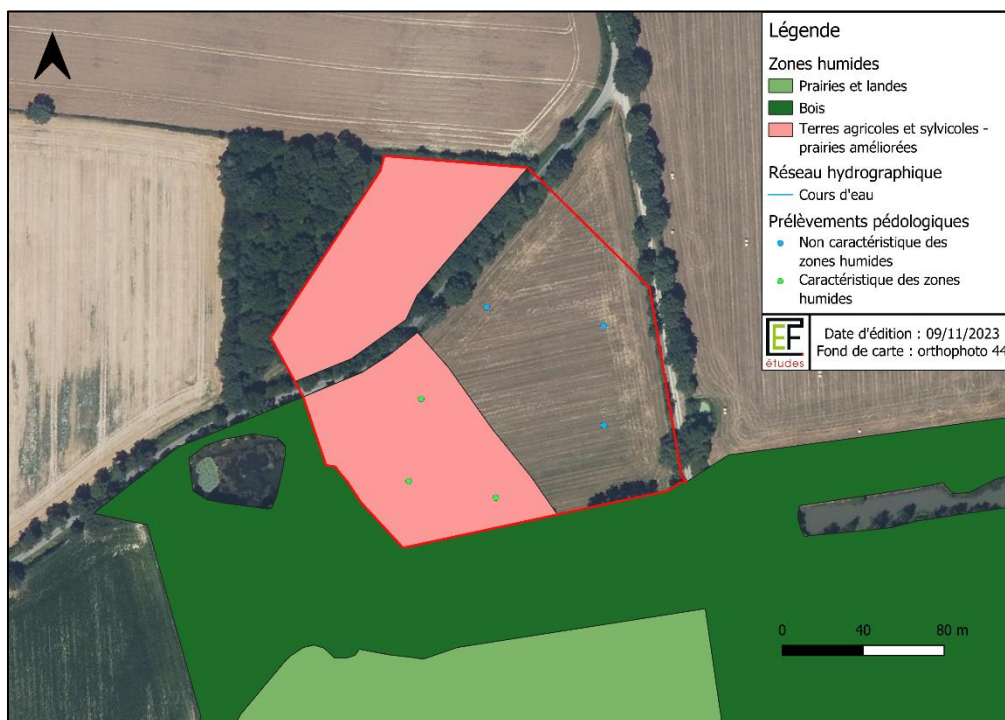 Légende
Zones humides
Prairies et landes
Bois
Terres agricoles et sylvicoles -
prairies améliorées
Réseau hydrographique
Cours d'eau
Prélèvements pédologiques
Non caractéristique des
zones humides
Caractéristique des zones
humides
CEF
études
Date d'édition : 09/11/2023
Fond de carte : orthophoto 44
0 40 80 m